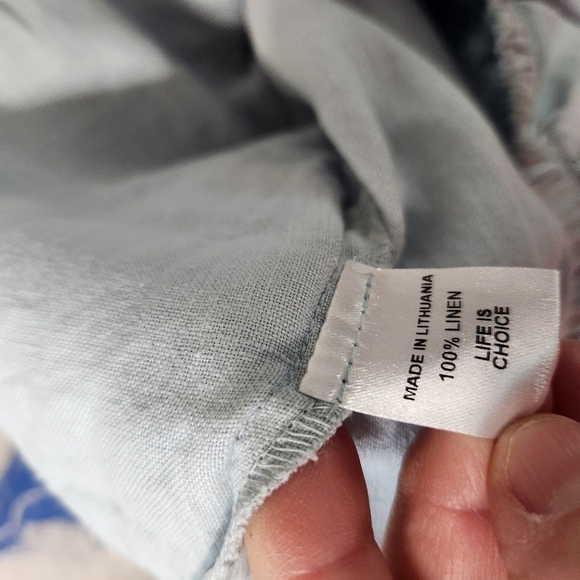 MADE IN LITHUANIA
100% LINEN
LIFE IS
CHOICE